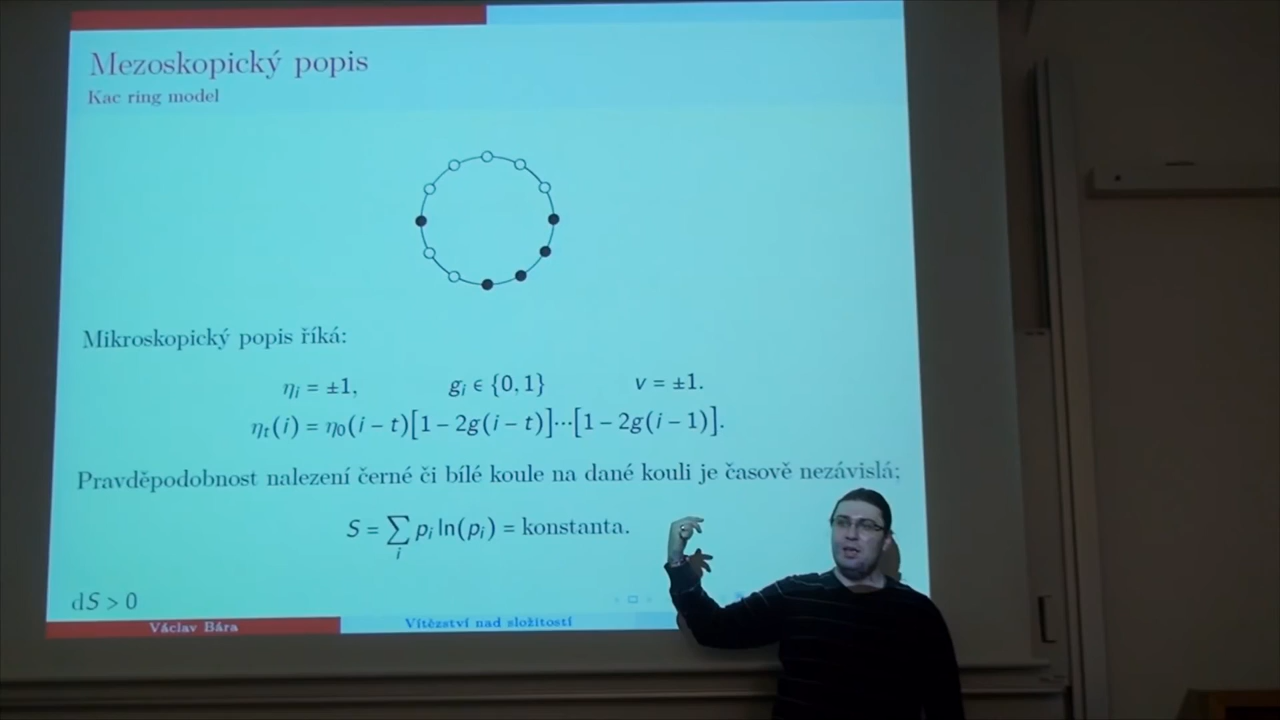 Mezoskopický popis
Kac ring model
Mikroskopický popis říká:
ηᵢ = ±1, gᵢ ∈ {0, 1} v = ±1.
ηₜ(i) = η₀(i − t)[1 − 2g(i − t)]⋯[1 − 2g(i − 1)].
Pravděpodobnost nalezení černé či bílé koule na dané kouli je časově nezávislá;
S = ∑ᵢ pᵢ ln(pᵢ) = konstanta.
dS > 0
Václav Bára Vítězství nad složitostí